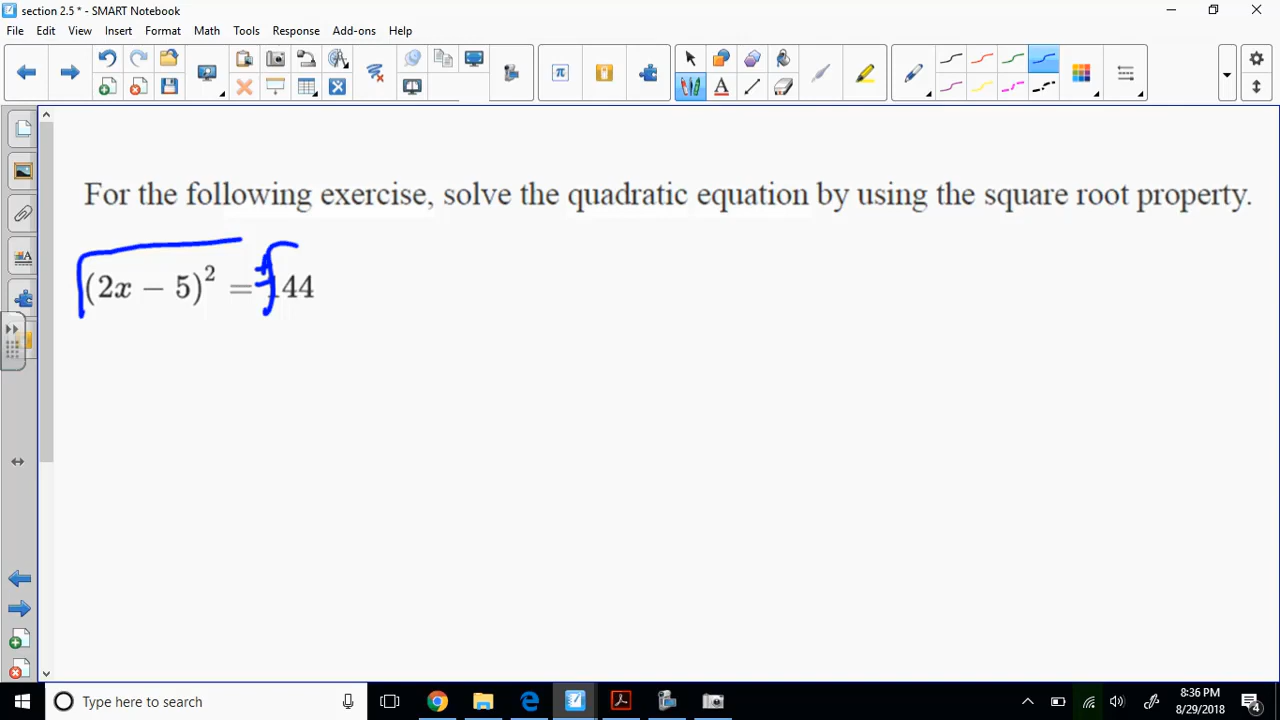 section 2.5 * - SMART Notebook
File Edit View Insert Format Math Tools Response Add-ons Help
For the following exercise, solve the quadratic equation by using the square root property.
√(2x − 5)² = ±√144
Type here to search
8:36 PM
8/29/2018
4